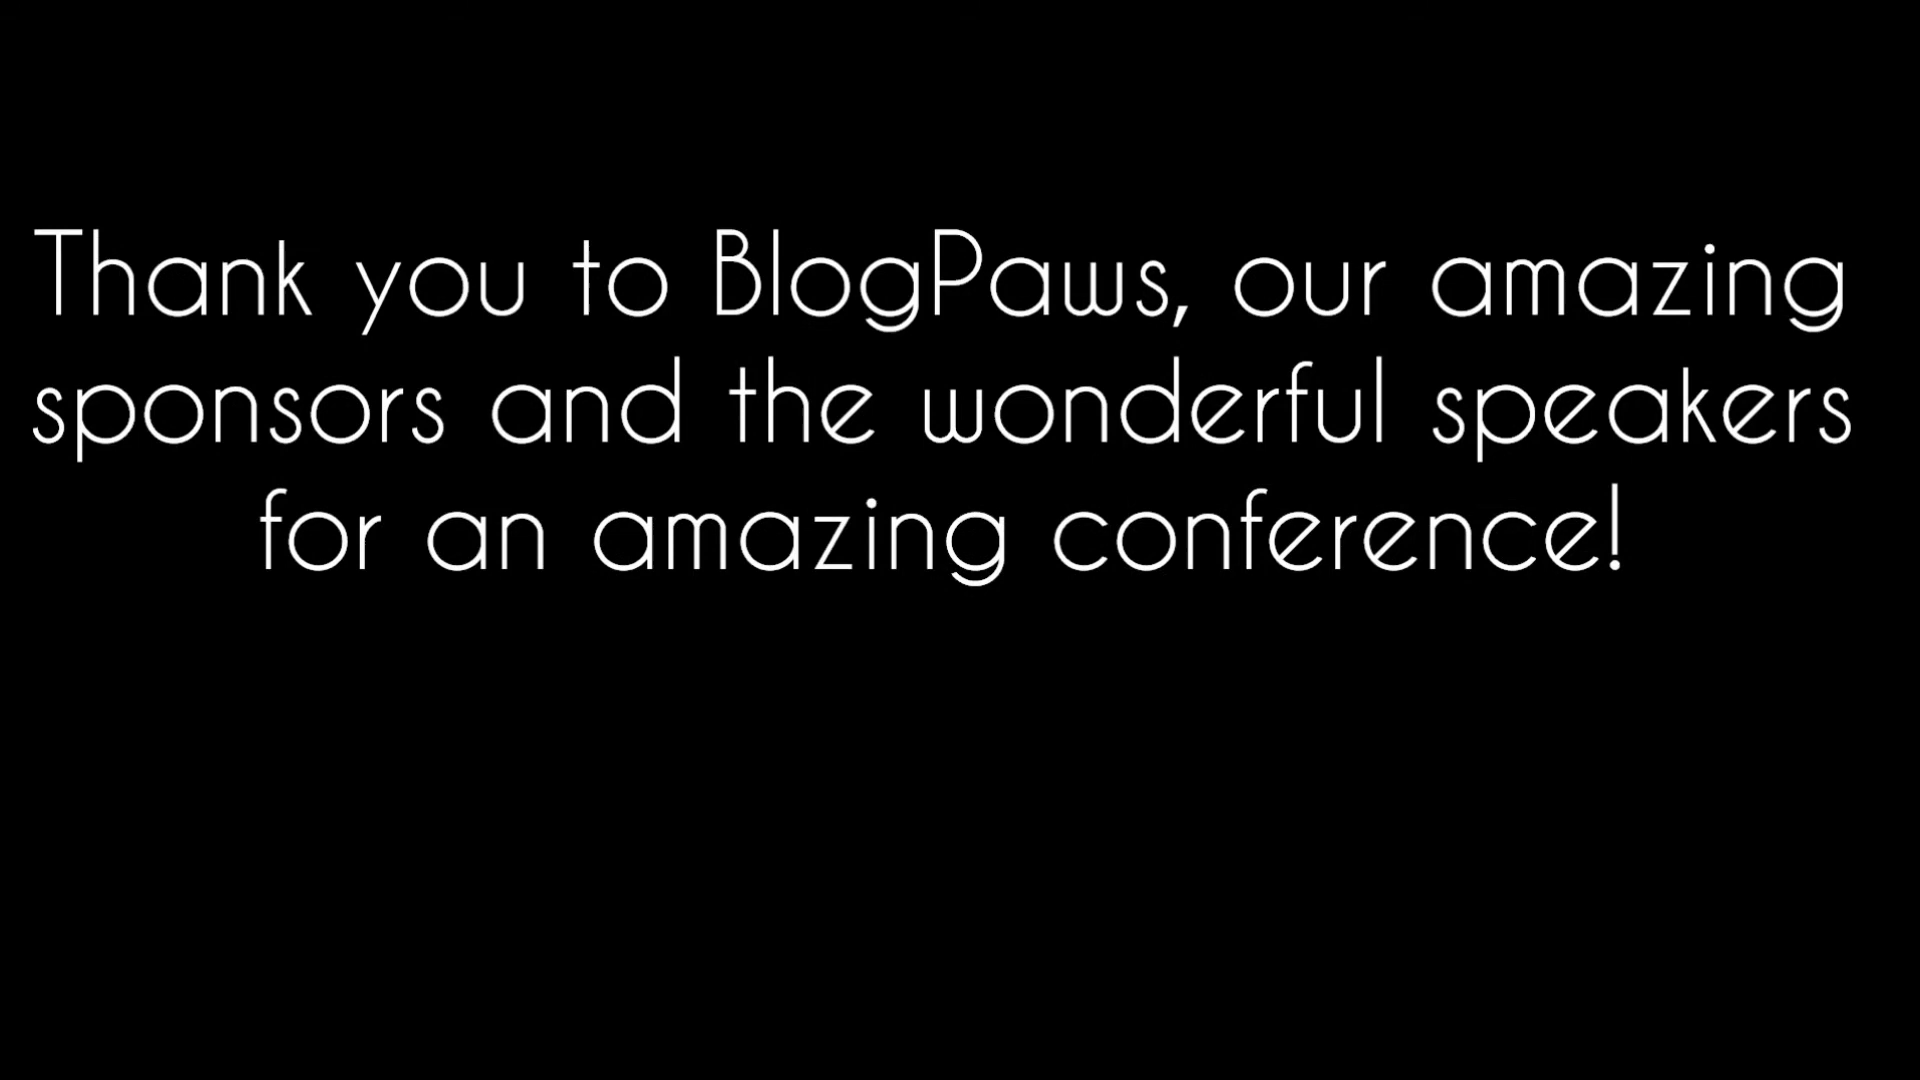 Thank you to BlogPaws, our amazing
sponsors and the wonderful speakers
for an amazing conference!